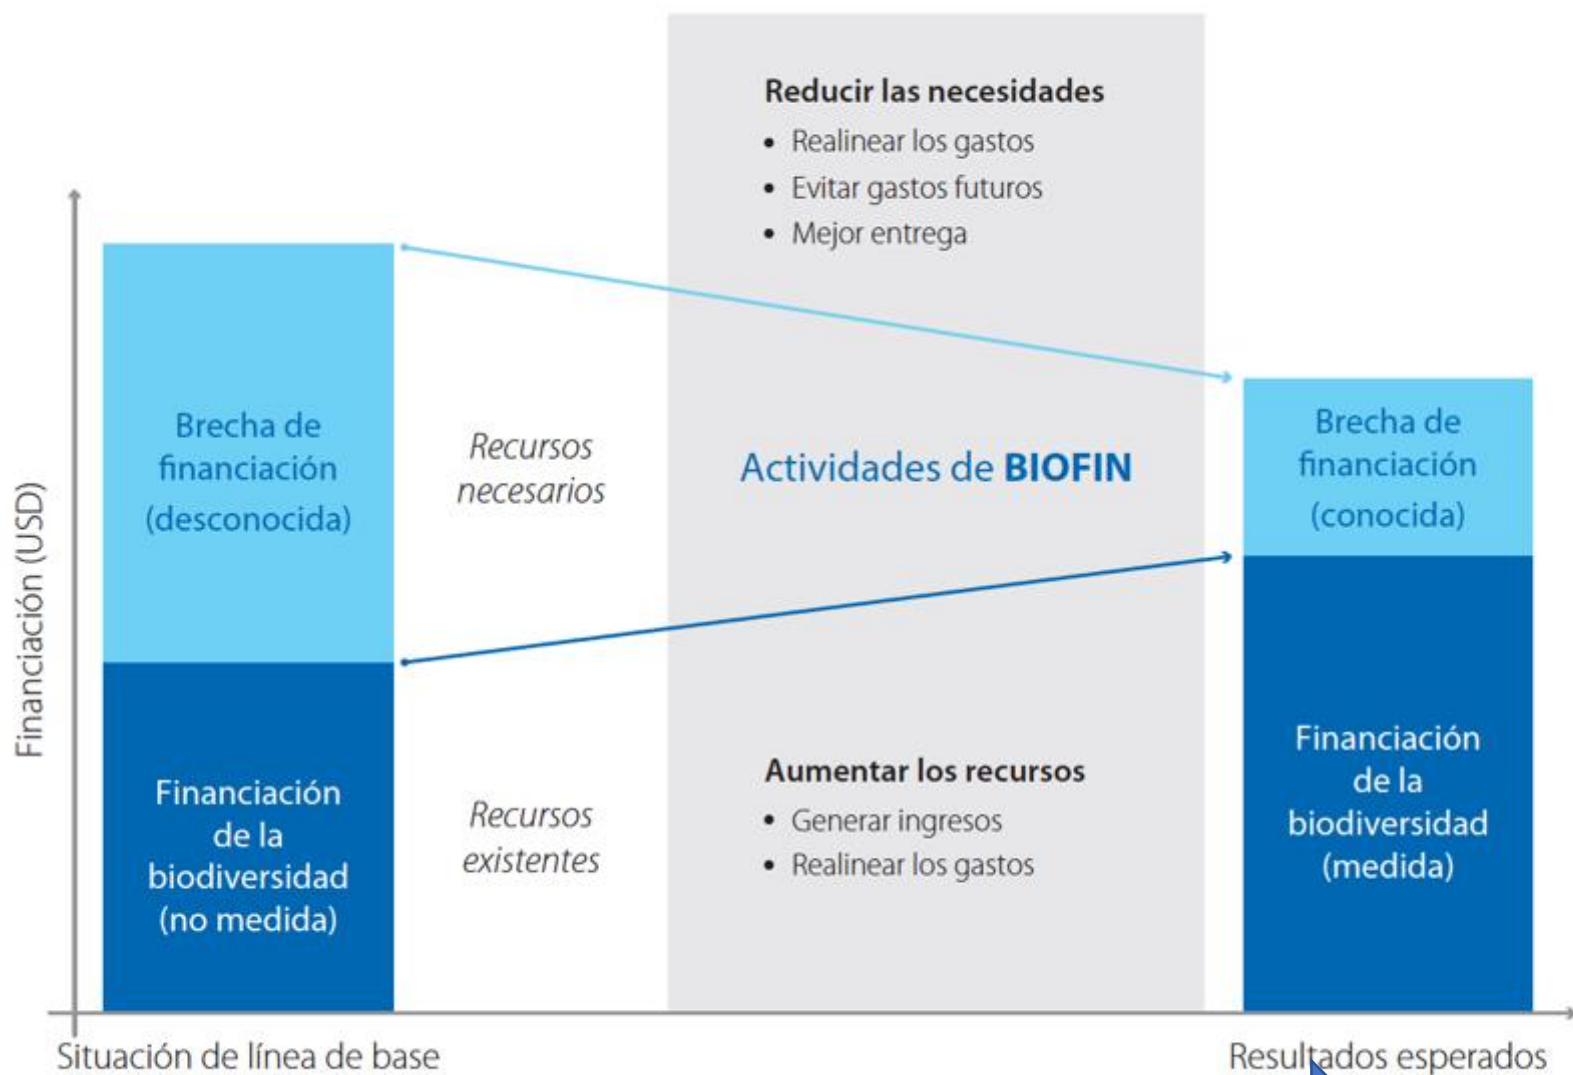 Reducir las necesidades
• Realinear los gastos
• Evitar gastos futuros
• Mejor entrega
Financiación (USD)
Brecha de
financiación
(desconocida)
Recursos
necesarios
Actividades de BIOFIN
Brecha de
financiación
(conocida)
Financiación
de la
biodiversidad
(no medida)
Recursos
existentes
Aumentar los recursos
• Generar ingresos
• Realinear los gastos
Financiación
de la
biodiversidad
(medida)
Situación de línea de base
Resultados esperados